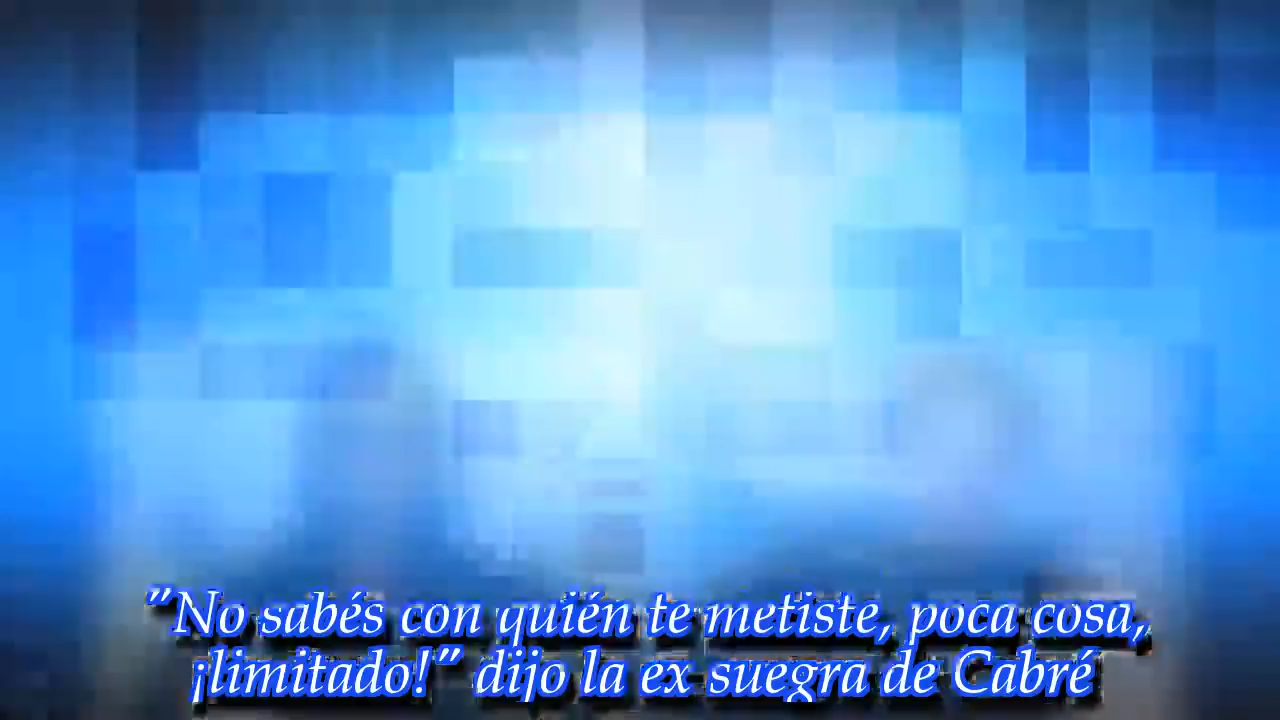 "No sabés con quién te metiste, poca cosa,
¡limitado!" dijo la ex suegra de Cabré